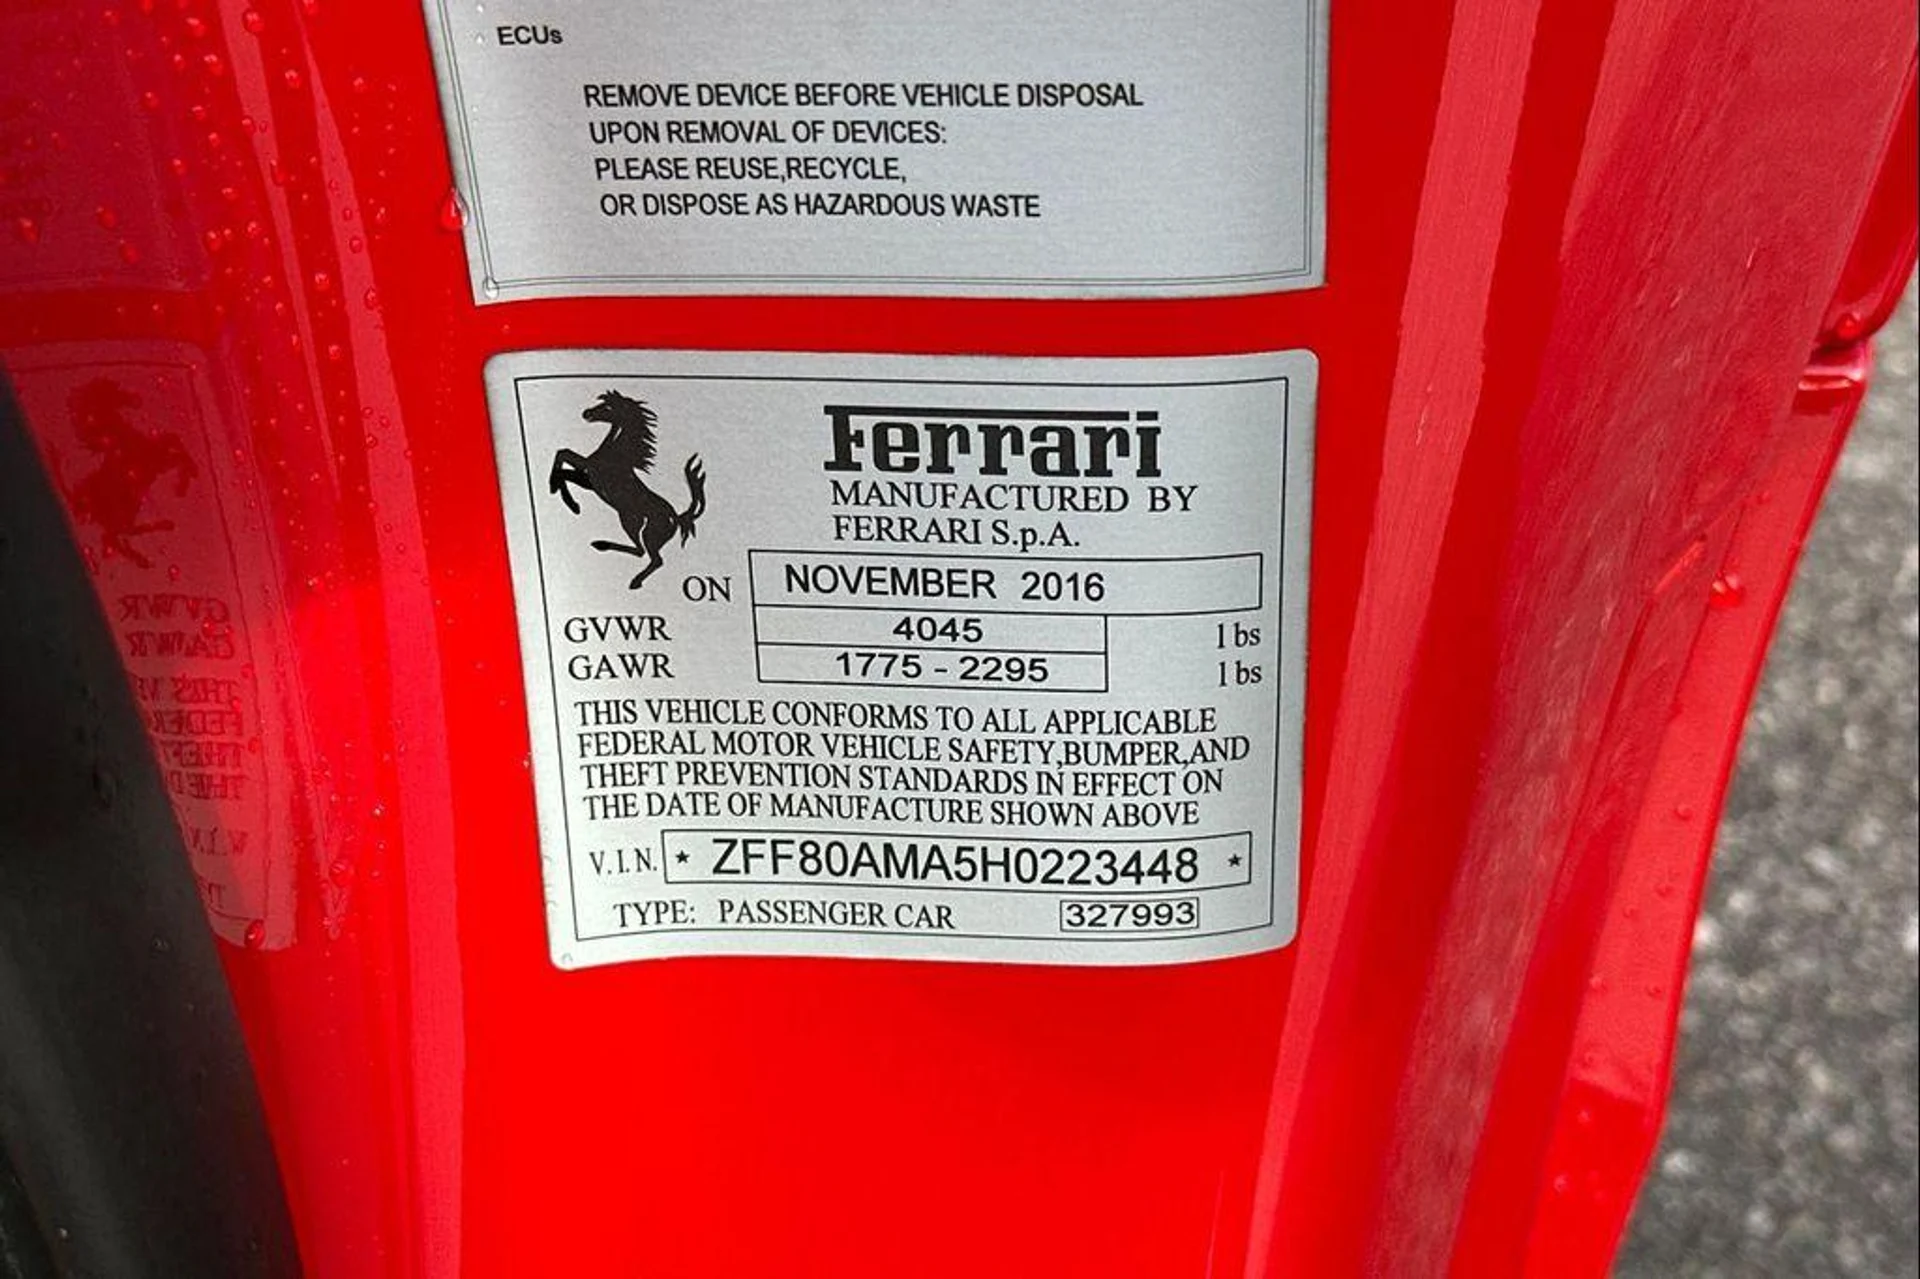 ECUs
REMOVE DEVICE BEFORE VEHICLE DISPOSAL
UPON REMOVAL OF DEVICES:
PLEASE REUSE,RECYCLE,
OR DISPOSE AS HAZARDOUS WASTE
Ferrari
MANUFACTURED BY
FERRARI S.p.A.
ON NOVEMBER 2016
GVWR 4045 lbs
GAWR 1775 - 2295 lbs
THIS VEHICLE CONFORMS TO ALL APPLICABLE
FEDERAL MOTOR VEHICLE SAFETY,BUMPER,AND
THEFT PREVENTION STANDARDS IN EFFECT ON
THE DATE OF MANUFACTURE SHOWN ABOVE
V.I.N. * ZFF80AMA5H0223448 *
TYPE: PASSENGER CAR 327993